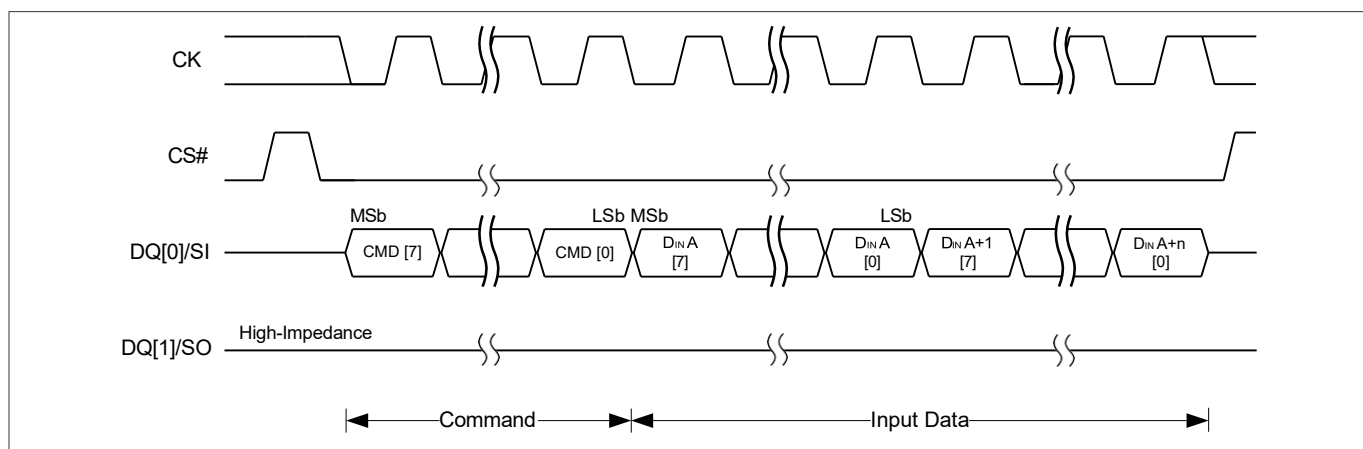 CK
CS#
MSb LSb MSb LSb
DQ[0]/SI CMD [7] CMD [0] DIN A [7] DIN A [0] DIN A+1 [7] DIN A+n [0]
High-Impedance
DQ[1]/SO
Command Input Data